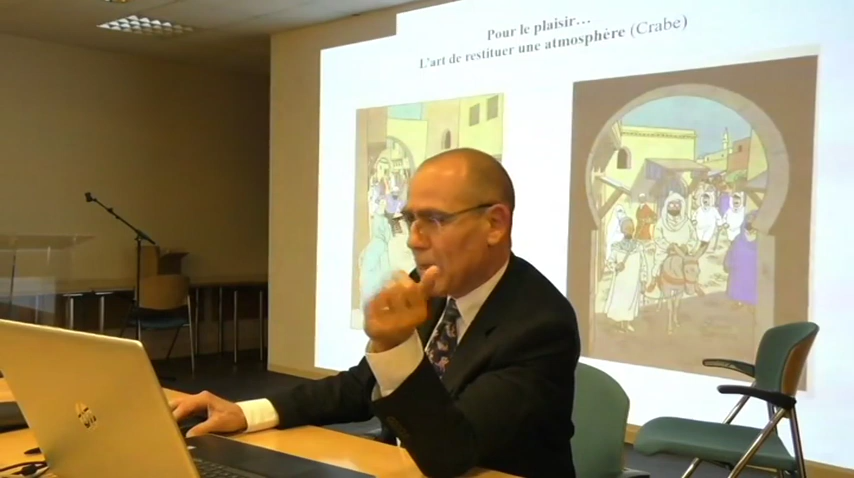 Pour le plaisir…
L'art de restituer une atmosphère (Crabe)